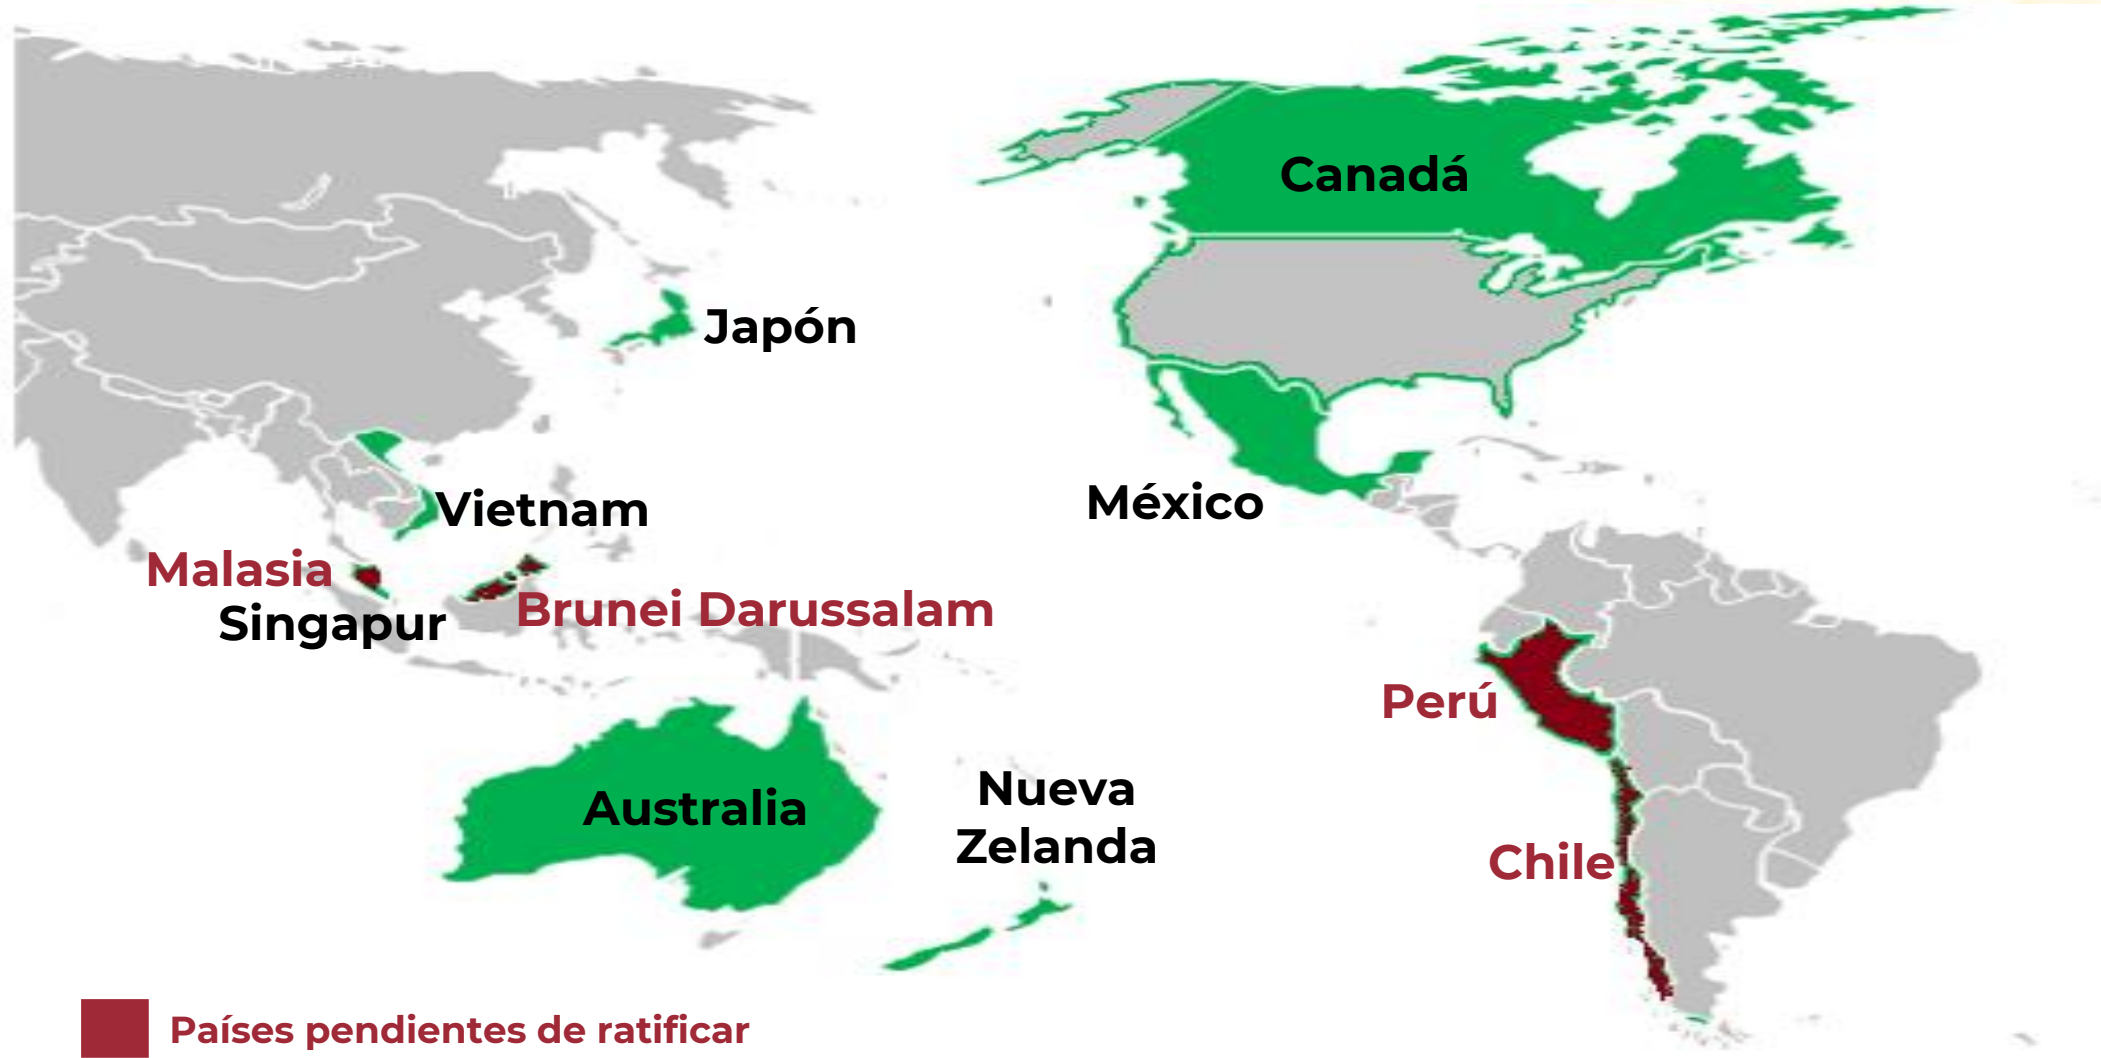 Canadá
Japón
México
Vietnam
Malasia
Singapur
Brunei Darussalam
Perú
Australia
Nueva
Zelanda
Chile
Países pendientes de ratificar